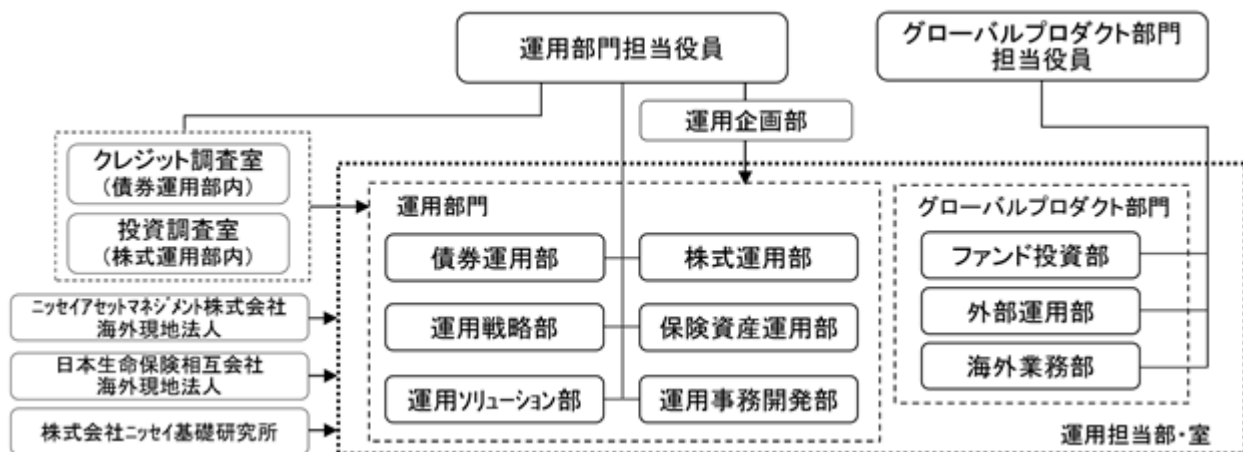 運用部門担当役員
グローバルプロダクト部門
担当役員
運用企画部
クレジット調査室
(債券運用部内)
投資調査室
(株式運用部内)
運用部門
債券運用部
株式運用部
運用戦略部
保険資産運用部
運用ソリューション部
運用事務開発部
グローバルプロダクト部門
ファンド投資部
外部運用部
海外業務部
ニッセイアセットマネジメント株式会社
海外現地法人
日本生命保険相互会社
海外現地法人
株式会社ニッセイ基礎研究所
運用担当部・室